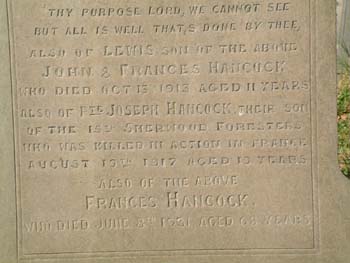 THY PURPOSE LORD, WE CANNOT SEE
BUT ALL IS WELL THAT'S DONE BY THEE,
ALSO OF LEWIS, SON OF THE ABOVE
JOHN & FRANCES HANCOCK
WHO DIED OCT 13TH 1913 AGED 11 YEARS
ALSO OF PTE JOSEPH HANCOCK, THEIR SON
OF THE 15TH SHERWOOD FORESTERS
WHO WAS KILLED IN ACTION IN FRANCE
AUGUST 19TH 1917 AGED 19 YEARS
ALSO OF THE ABOVE
FRANCES HANCOCK,
WHO DIED JUNE 8TH 1931 AGED 68 YEARS